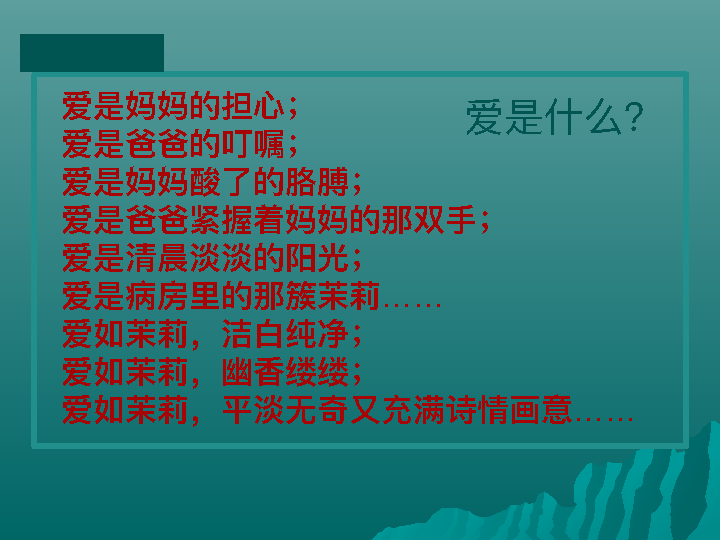 爱是什么?
爱是妈妈的担心；
爱是爸爸的叮嘱；
爱是妈妈酸了的胳膊；
爱是爸爸紧握着妈妈的那双手；
爱是清晨淡淡的阳光；
爱是病房里的那簇茉莉……
爱如茉莉，洁白纯净；
爱如茉莉，幽香缕缕；
爱如茉莉，平淡无奇又充满诗情画意……